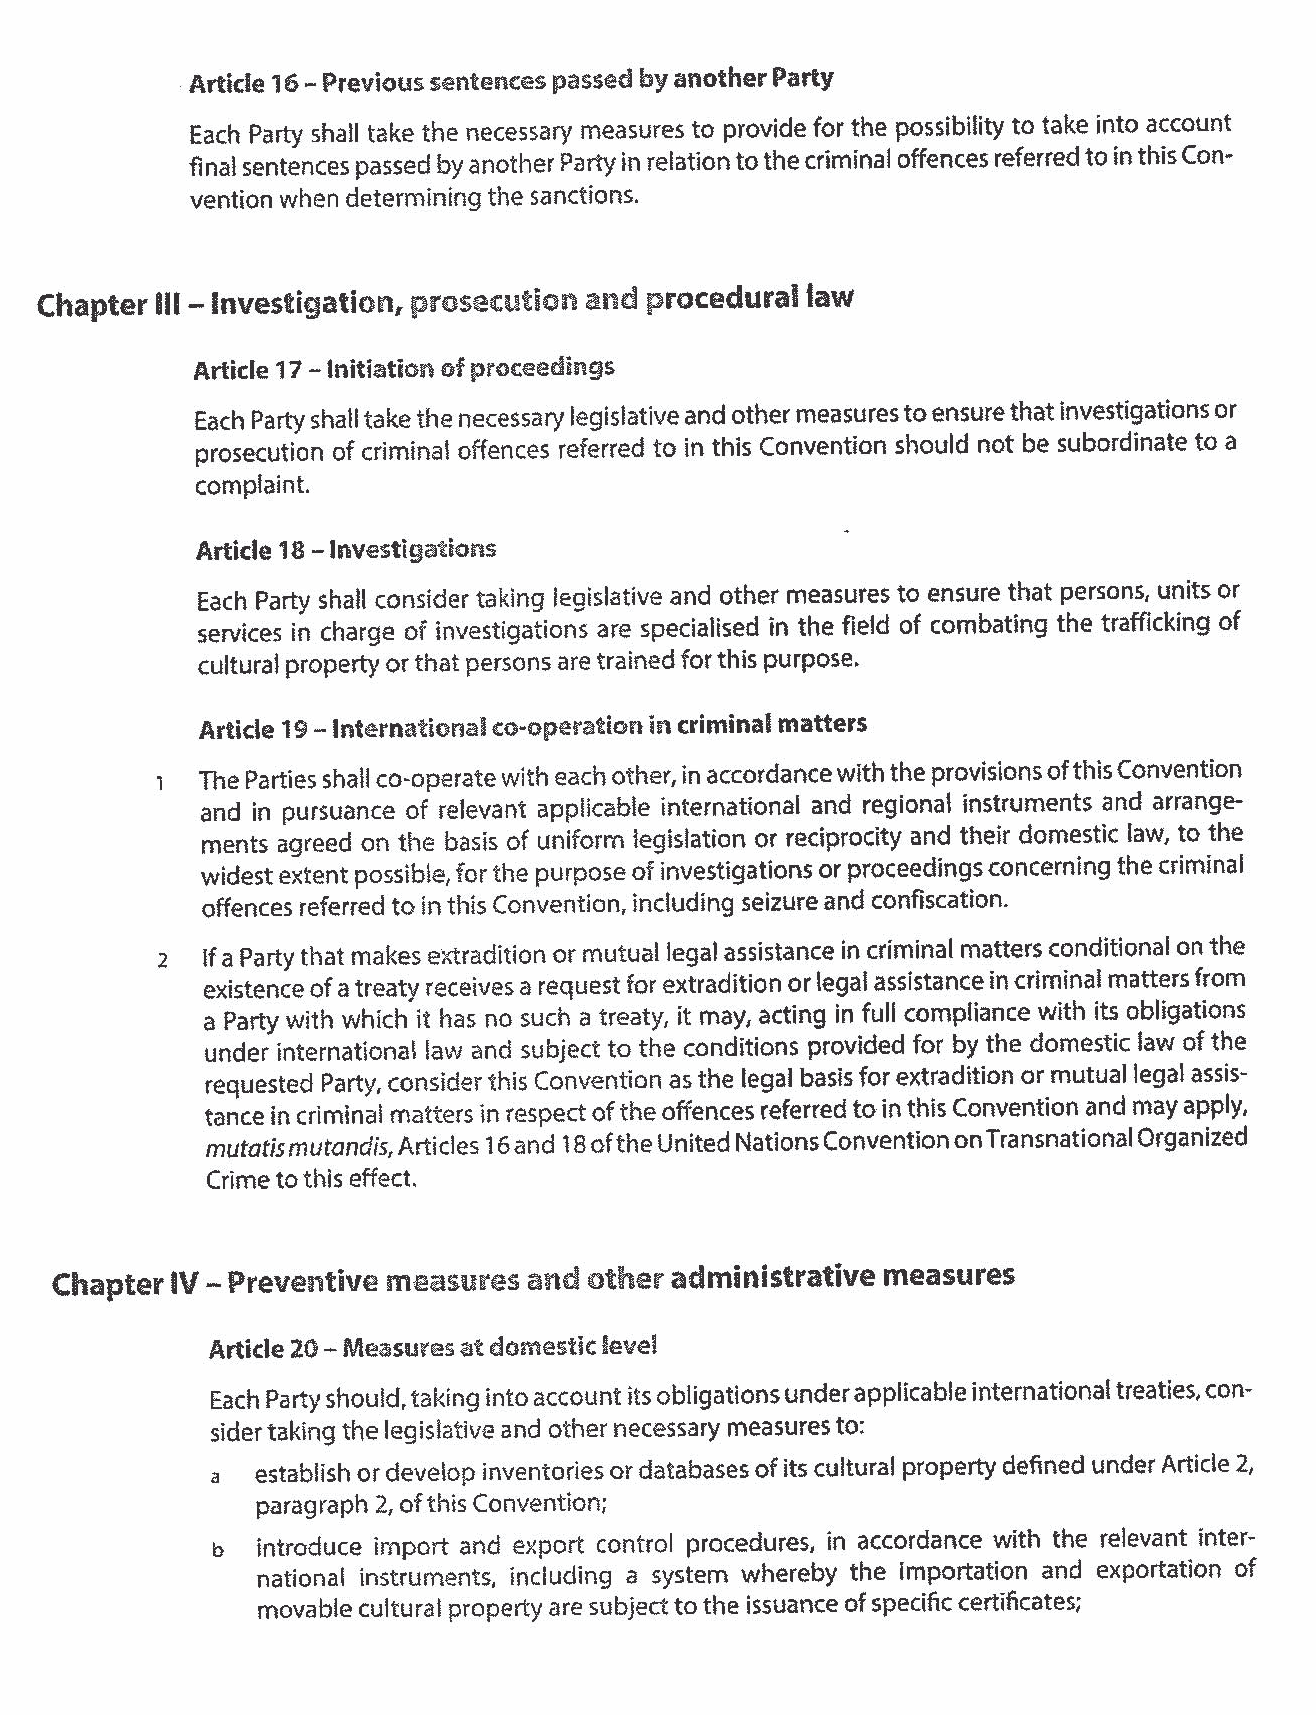 Article 16 – Previous sentences passed by another Party
Each Party shall take the necessary measures to provide for the possibility to take into account
final sentences passed by another Party in relation to the criminal offences referred to in this Con-
vention when determining the sanctions.
Chapter III – Investigation, prosecution and procedural law
Article 17 – Initiation of proceedings
Each Party shall take the necessary legislative and other measures to ensure that investigations or
prosecution of criminal offences referred to in this Convention should not be subordinate to a
complaint.
Article 18 – Investigations
Each Party shall consider taking legislative and other measures to ensure that persons, units or
services in charge of investigations are specialised in the field of combating the trafficking of
cultural property or that persons are trained for this purpose.
Article 19 – International co-operation in criminal matters
1 The Parties shall co-operate with each other, in accordance with the provisions of this Convention
and in pursuance of relevant applicable international and regional instruments and arrange-
ments agreed on the basis of uniform legislation or reciprocity and their domestic law, to the
widest extent possible, for the purpose of investigations or proceedings concerning the criminal
offences referred to in this Convention, including seizure and confiscation.
2 If a Party that makes extradition or mutual legal assistance in criminal matters conditional on the
existence of a treaty receives a request for extradition or legal assistance in criminal matters from
a Party with which it has no such a treaty, it may, acting in full compliance with its obligations
under international law and subject to the conditions provided for by the domestic law of the
requested Party, consider this Convention as the legal basis for extradition or mutual legal assis-
tance in criminal matters in respect of the offences referred to in this Convention and may apply,
mutatis mutandis, Articles 16 and 18 of the United Nations Convention on Transnational Organized
Crime to this effect.
Chapter IV – Preventive measures and other administrative measures
Article 20 – Measures at domestic level
Each Party should, taking into account its obligations under applicable international treaties, con-
sider taking the legislative and other necessary measures to:
a establish or develop inventories or databases of its cultural property defined under Article 2,
paragraph 2, of this Convention;
b introduce import and export control procedures, in accordance with the relevant inter-
national instruments, including a system whereby the importation and exportation of
movable cultural property are subject to the issuance of specific certificates;